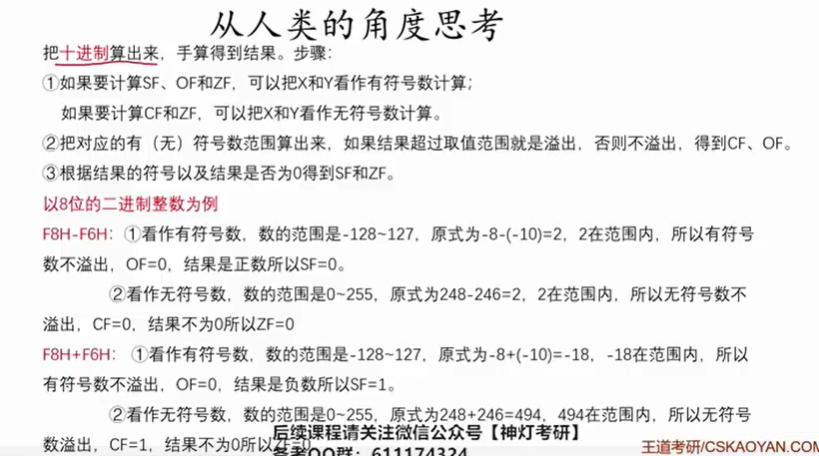 从人类的角度思考
把十进制算出来，手算得到结果。步骤：
①如果要计算SF、OF和ZF，可以把X和Y看作有符号数计算；
如果要计算CF和ZF，可以把X和Y看作无符号数计算。
②把对应的有（无）符号数范围算出来，如果结果超过取值范围就是溢出，否则不溢出，得到CF、OF。
③根据结果的符号以及结果是否为0得到SF和ZF。
以8位的二进制整数为例
F8H-F6H：①看作有符号数，数的范围是-128~127，原式为-8-(-10)=2，2在范围内，所以有符号
数不溢出，OF=0，结果是正数所以SF=0。
②看作无符号数，数的范围是0~255，原式为248-246=2，2在范围内，所以无符号数不
溢出，CF=0，结果不为0所以ZF=0
F8H+F6H：①看作有符号数，数的范围是-128~127，原式为-8+(-10)=-18，-18在范围内，所以
有符号数不溢出，OF=0，结果是负数所以SF=1。
②看作无符号数，数的范围是0~255，原式为248+246=494，494在范围内，所以无符号
数溢出，CF=1，结果不为0所以ZF=0
后续课程请关注微信公众号【神灯考研】
备考QQ群：611174324
王道考研/CSKAOYAN.COM